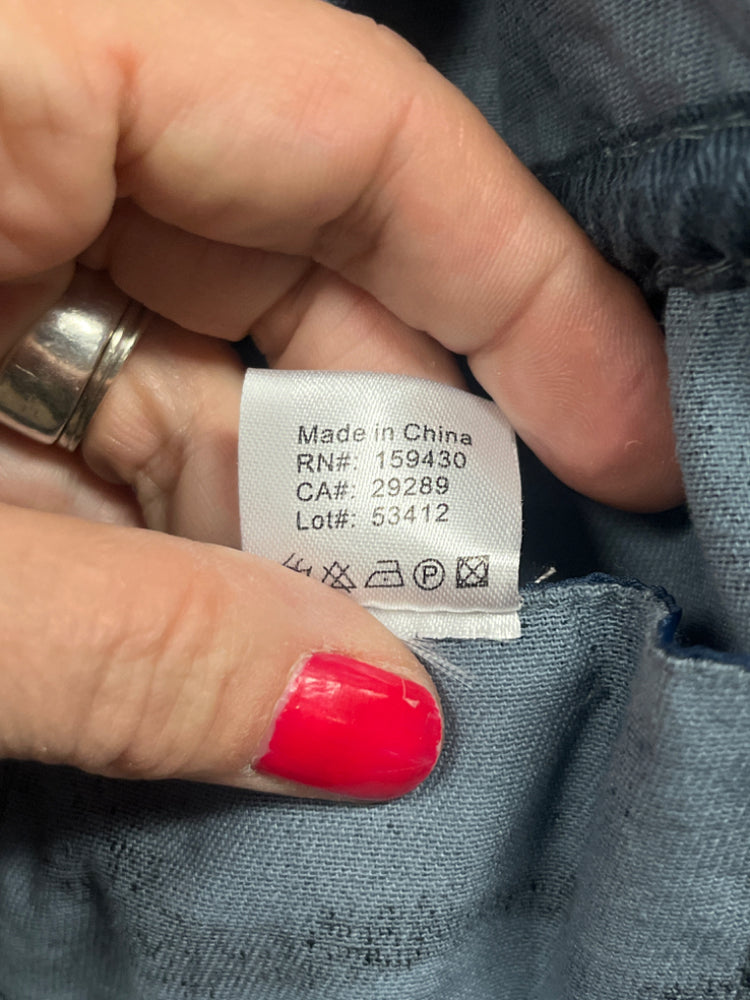 Made in China
RN#: 159430
CA#: 29289
Lot#: 53412
P